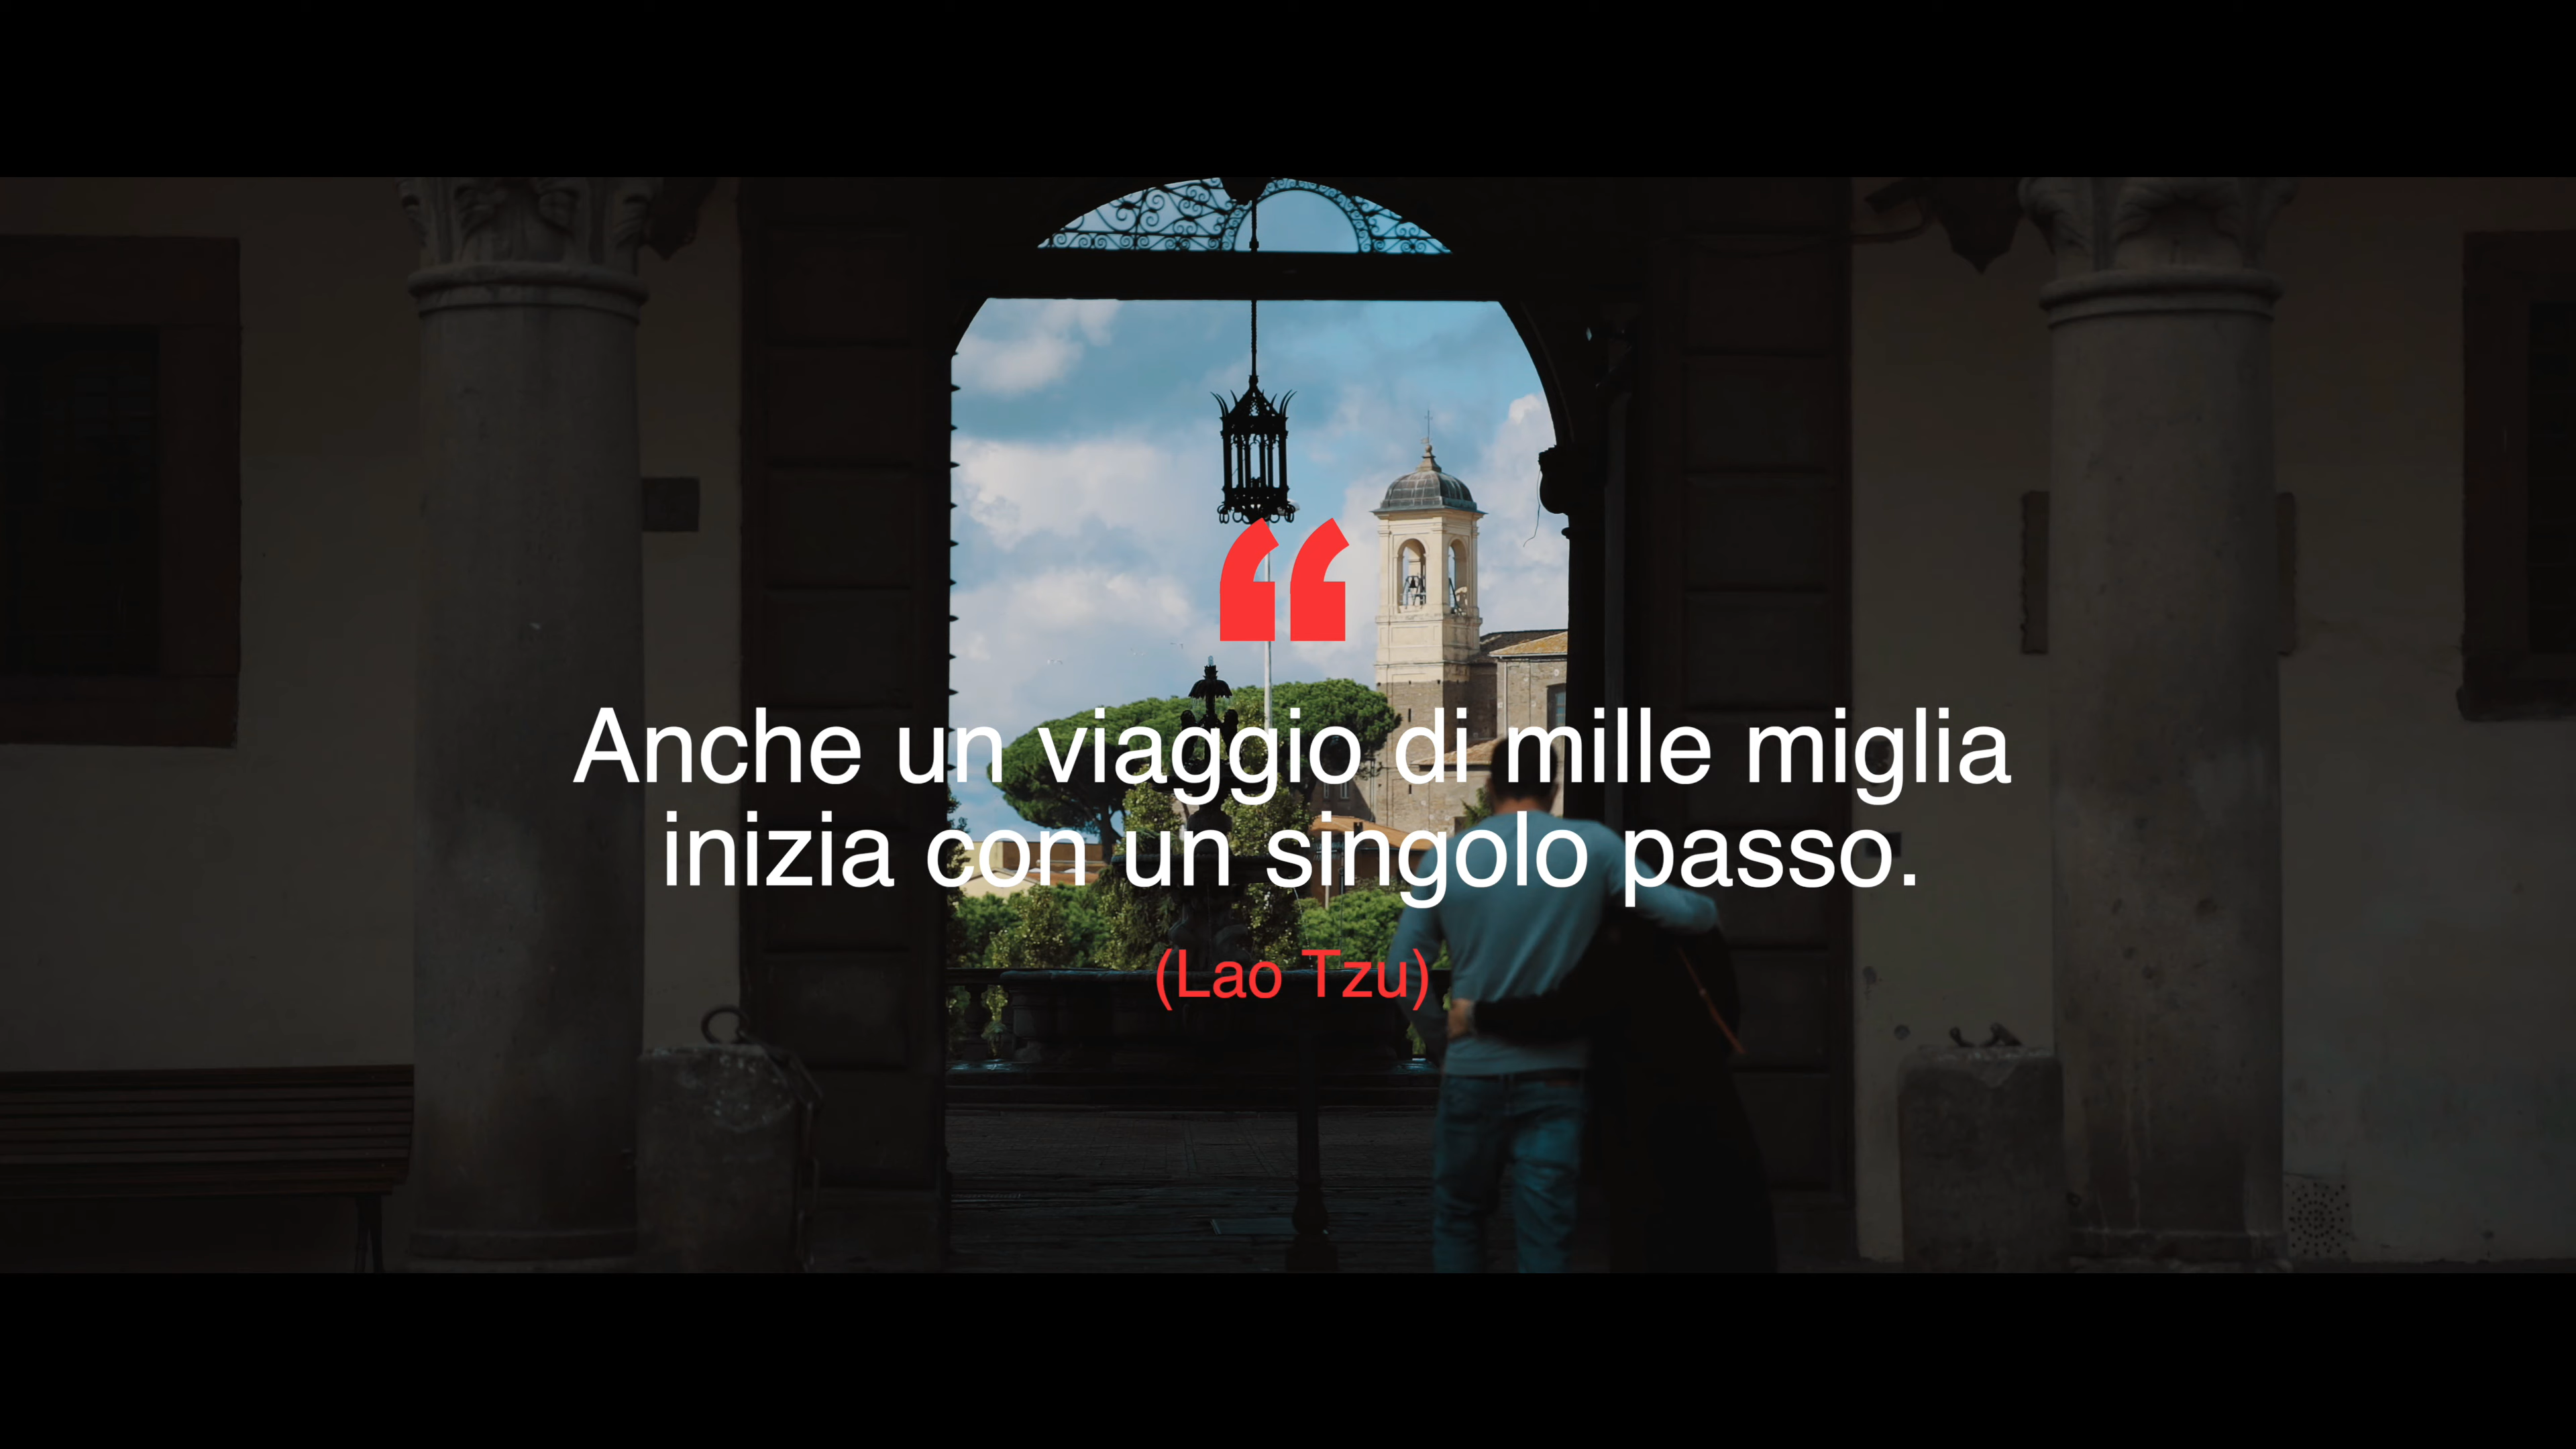 “
Anche un viaggio di mille miglia
inizia con un singolo passo.
(Lao Tzu)